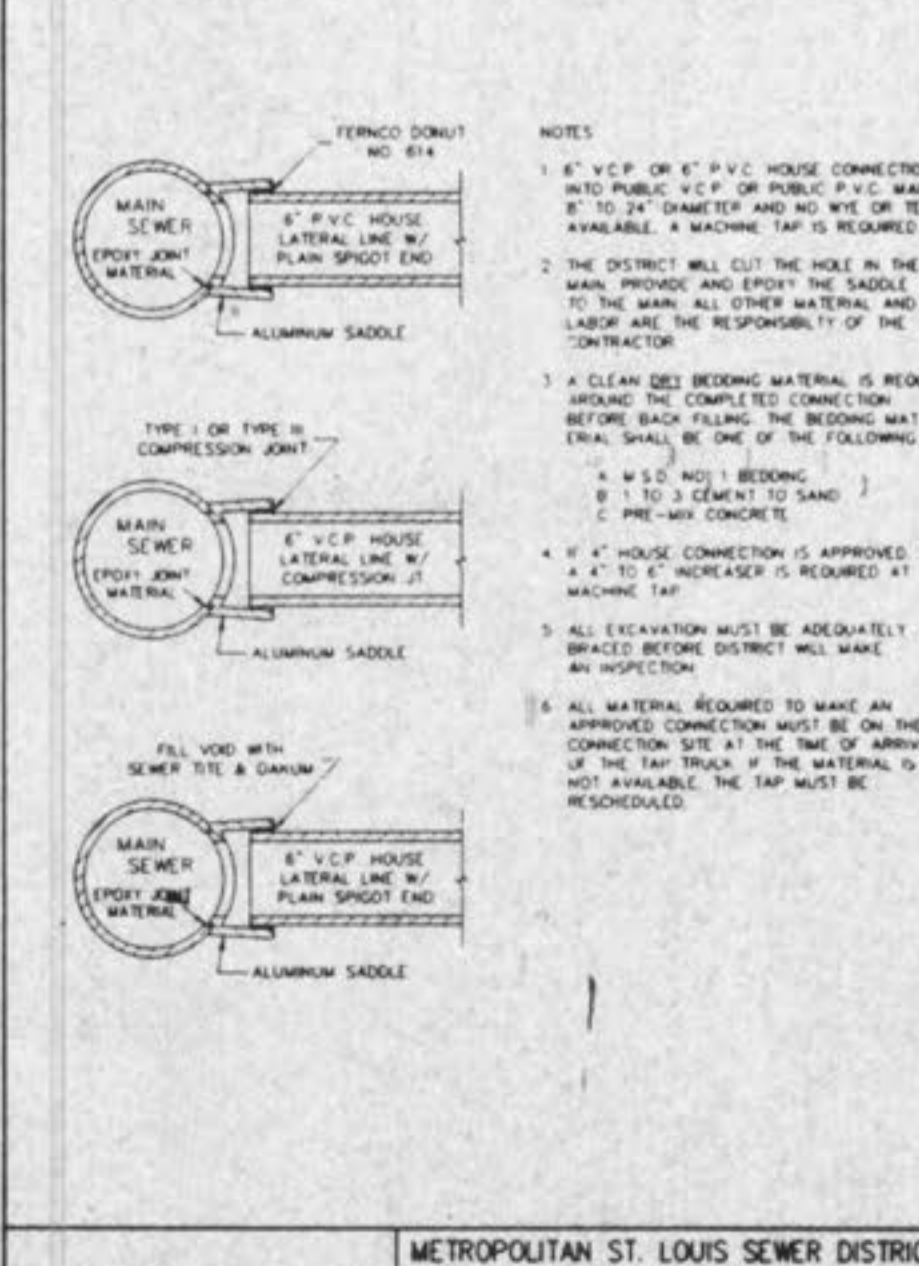 FERNCO DONUT
NO. 614
MAIN
SEWER
EPOXY JOINT
MATERIAL
6" P.V.C. HOUSE
LATERAL LINE W/
PLAIN SPIGOT END
ALUMINUM SADDLE
TYPE I OR TYPE III
COMPRESSION JOINT
MAIN
SEWER
EPOXY JOINT
MATERIAL
6" V.C.P. HOUSE
LATERAL LINE W/
COMPRESSION JT.
ALUMINUM SADDLE
FILL VOID WITH
SEWER TITE & OAKUM
MAIN
SEWER
EPOXY JOINT
MATERIAL
6" V.C.P. HOUSE
LATERAL LINE W/
PLAIN SPIGOT END
ALUMINUM SADDLE
NOTES
1 6" V.C.P. OR 6" P.V.C. HOUSE CONNECTIO
INTO PUBLIC V.C.P. OR PUBLIC P.V.C. MA
8" TO 24" DIAMETER AND NO WYE OR TE
AVAILABLE. A MACHINE TAP IS REQUIRED
2 THE DISTRICT WILL CUT THE HOLE IN THE
MAIN PROVIDE AND EPOXY THE SADDLE
TO THE MAIN. ALL OTHER MATERIAL AND
LABOR ARE THE RESPONSIBILTY OF THE
CONTRACTOR
3 A CLEAN DRY BEDDING MATERIAL IS REQU
AROUND THE COMPLETED CONNECTION
BEFORE BACK FILLING. THE BEDDING MAT
ERIAL SHALL BE ONE OF THE FOLLOWING
A M.S.D. NO. 1 BEDDING
B 1 TO 3 CEMENT TO SAND
C PRE-MIX CONCRETE
4 IF 4" HOUSE CONNECTION IS APPROVED.
A 4" TO 6" INCREASER IS REQUIRED AT
MACHINE TAP
5 ALL EXCAVATION MUST BE ADEQUATELY
BRACED BEFORE DISTRICT WILL MAKE
AN INSPECTION
6 ALL MATERIAL REQUIRED TO MAKE AN
APPROVED CONNECTION MUST BE ON THE
CONNECTION SITE AT THE TIME OF ARRIV
OF THE TAP TRUCK. IF THE MATERIAL IS
NOT AVAILABLE. THE TAP MUST BE
RESCHEDULED.
METROPOLITAN ST. LOUIS SEWER DISTRIC